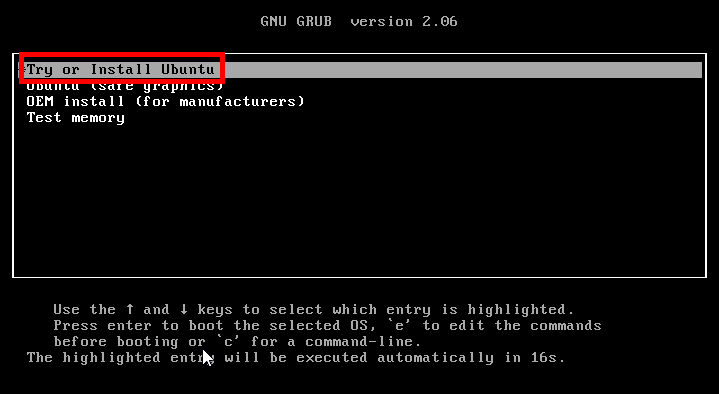 GNU GRUB version 2.06
*Try or Install Ubuntu
Ubuntu (safe graphics)
OEM install (for manufacturers)
Test memory
Use the ↑ and ↓ keys to select which entry is highlighted.
Press enter to boot the selected OS, `e' to edit the commands
before booting or `c' for a command-line.
The highlighted entry will be executed automatically in 16s.